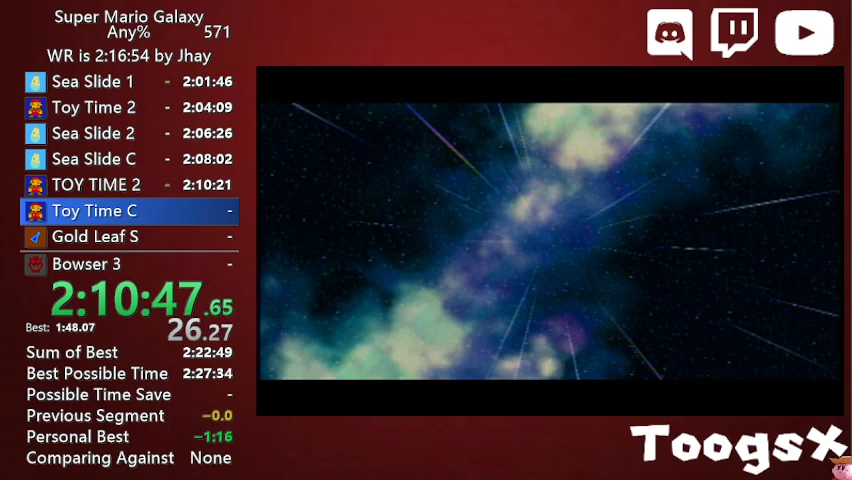 Super Mario Galaxy
Any% 571
WR is 2:16:54 by Jhay
Sea Slide 1 - 2:01:46
Toy Time 2 - 2:04:09
Sea Slide 2 - 2:06:26
Sea Slide C - 2:08:02
TOY TIME 2 - 2:10:21
Toy Time C -
Gold Leaf S -
Bowser 3 -
2:10:47.65
Best: 1:48.07 26.27
Sum of Best 2:22:49
Best Possible Time 2:27:34
Possible Time Save -
Previous Segment −0.0
Personal Best −1:16
Comparing Against None
ToogsX